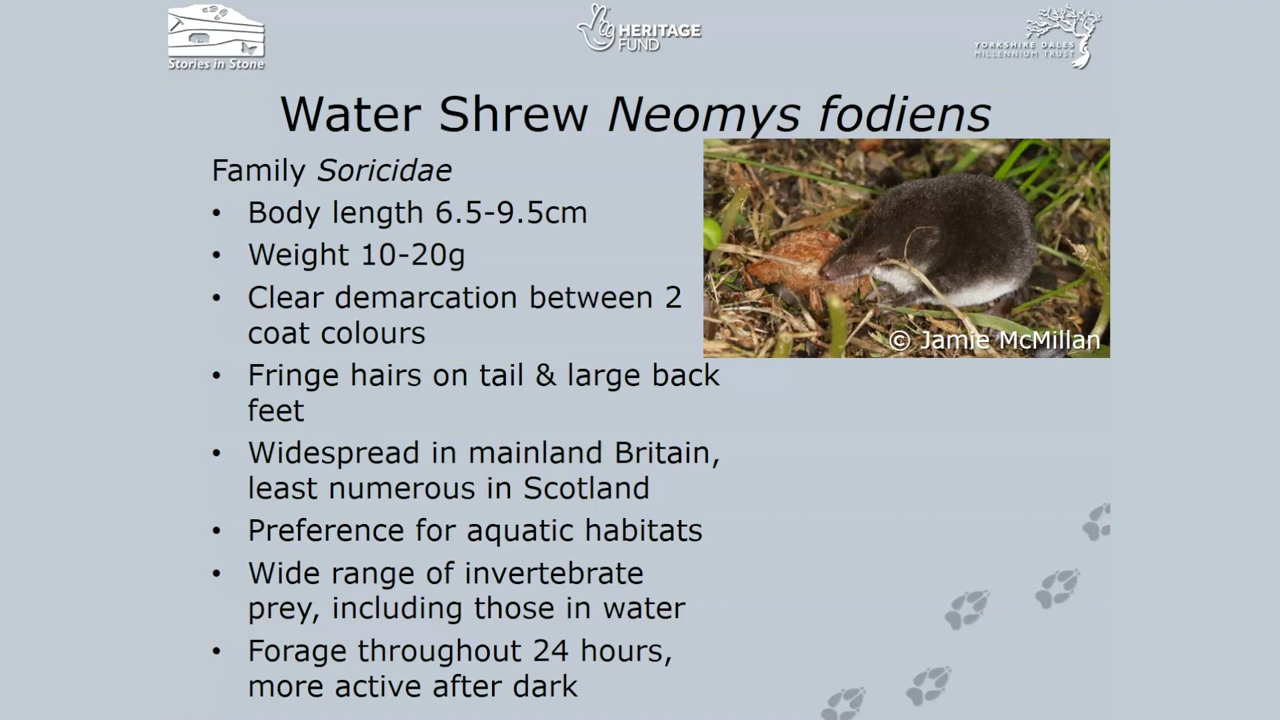 Stories in Stone
HERITAGE
FUND
YORKSHIRE DALES
MILLENNIUM TRUST
Water Shrew Neomys fodiens
Family Soricidae
• Body length 6.5-9.5cm
• Weight 10-20g
• Clear demarcation between 2
coat colours
• Fringe hairs on tail & large back
feet
• Widespread in mainland Britain,
least numerous in Scotland
• Preference for aquatic habitats
• Wide range of invertebrate
prey, including those in water
• Forage throughout 24 hours,
more active after dark
© Jamie McMillan